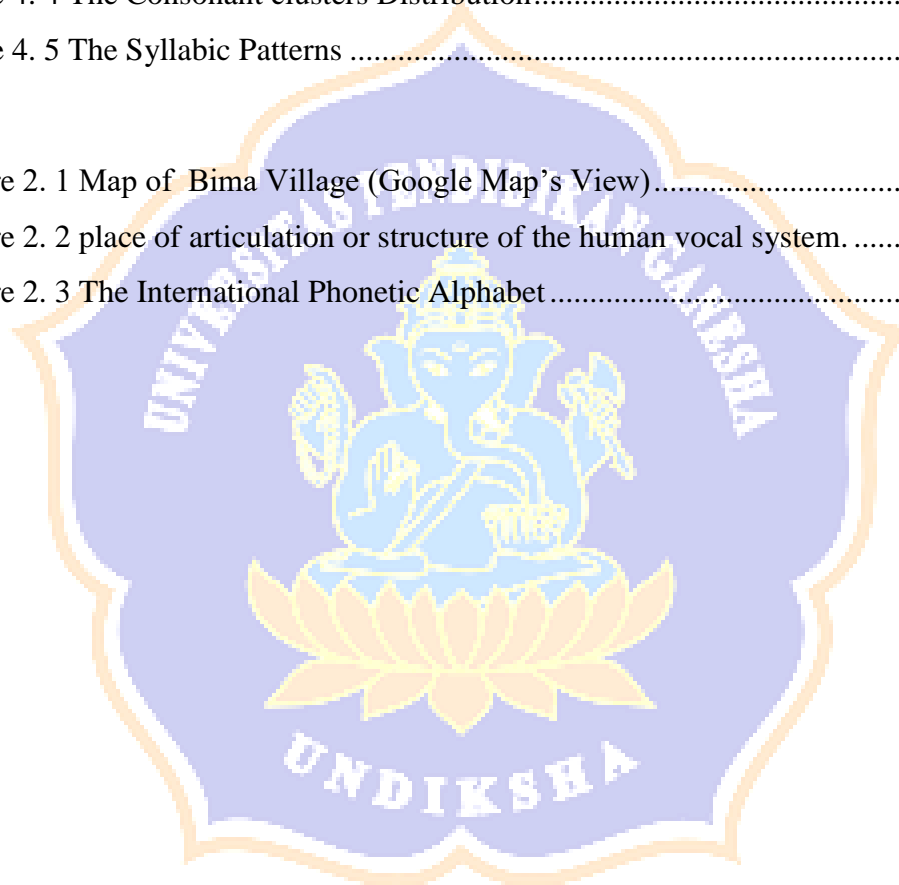 e 4. 4 The Consonant clusters Distribution
e 4. 5 The Syllabic Patterns
re 2. 1 Map of Bima Village (Google Map's View)
re 2. 2 place of articulation or structure of the human vocal system.
re 2. 3 The International Phonetic Alphabet
UNIVERSITAS PENDIDIKAN GANESHA
UNDIKSHA